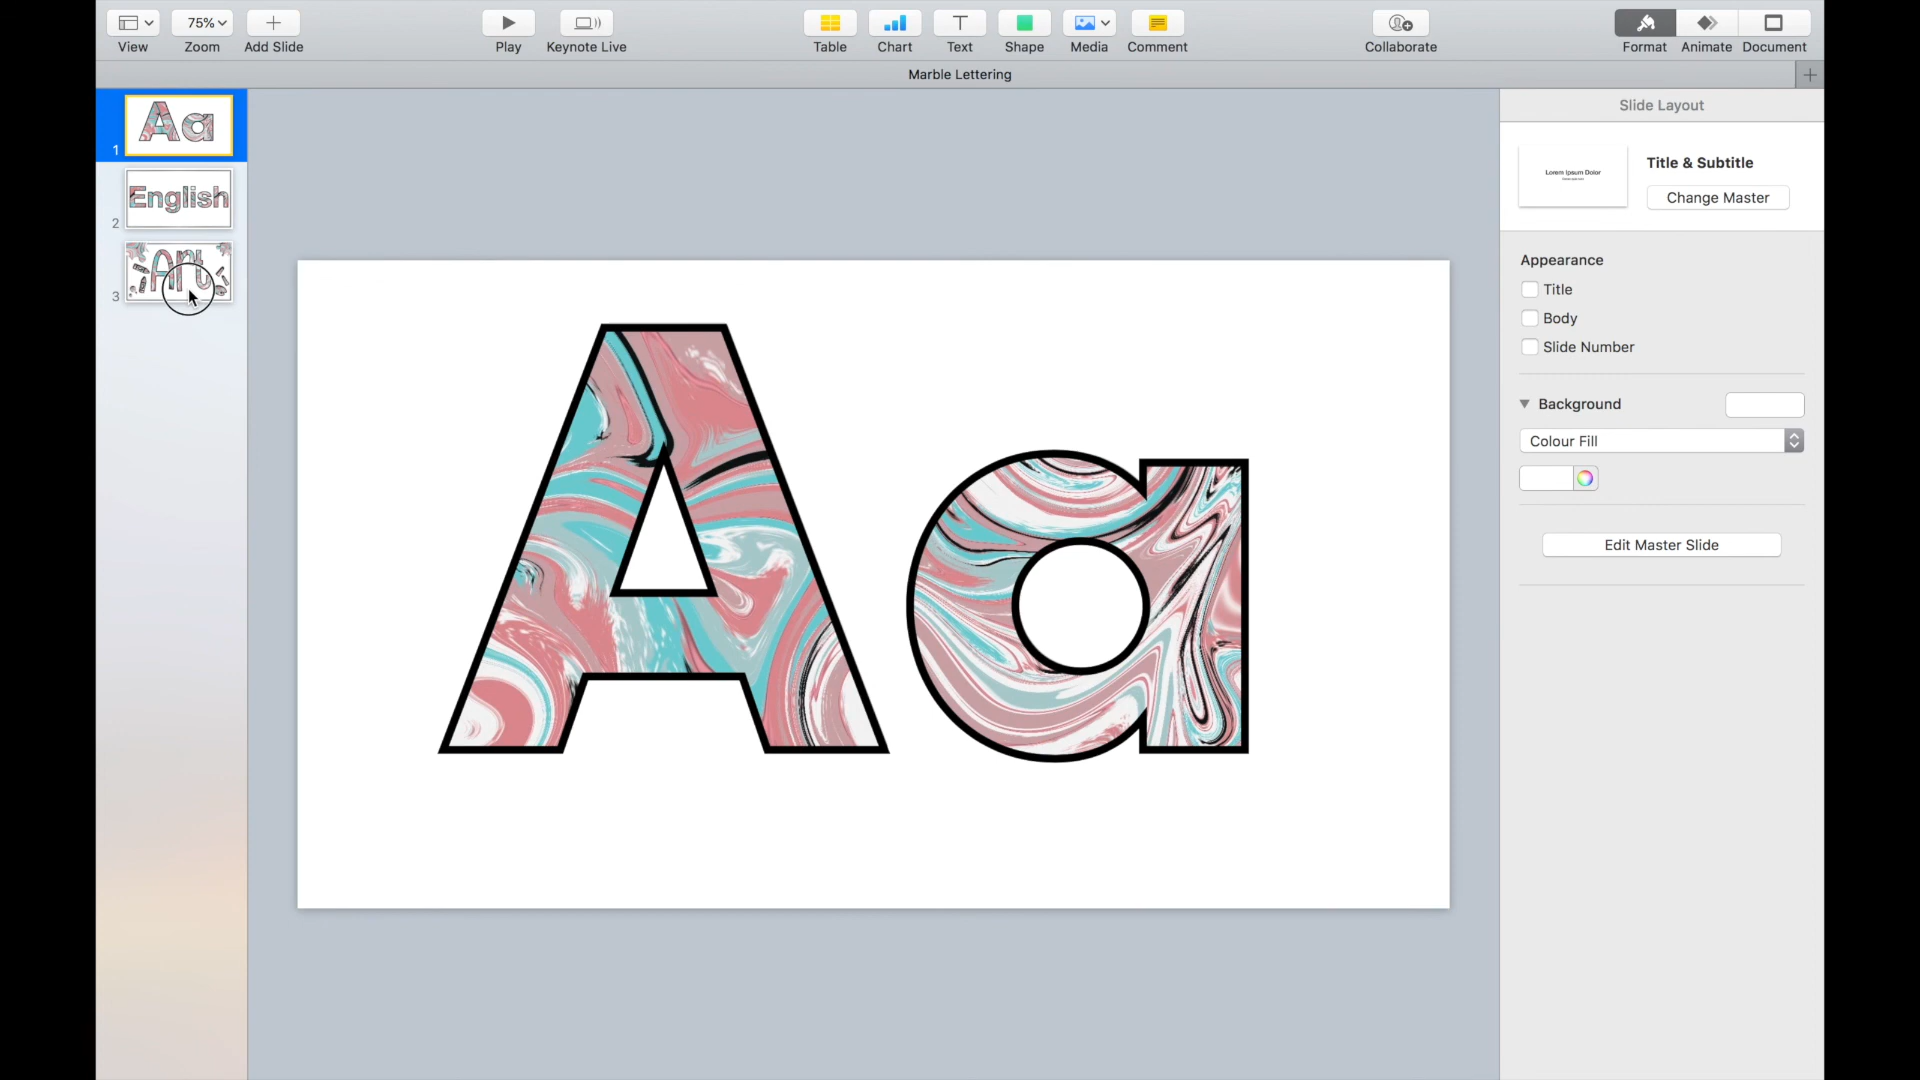 75%
View
Zoom
Add Slide
Play
Keynote Live
Table
Chart
Text
Shape
Media
Comment
Collaborate
Format
Animate
Document
Marble Lettering
Aa
1
English
2
Art
3
Aa
Slide Layout
Lorem Ipsum Dolor
Title & Subtitle
Change Master
Appearance
Title
Body
Slide Number
Background
Colour Fill
Edit Master Slide